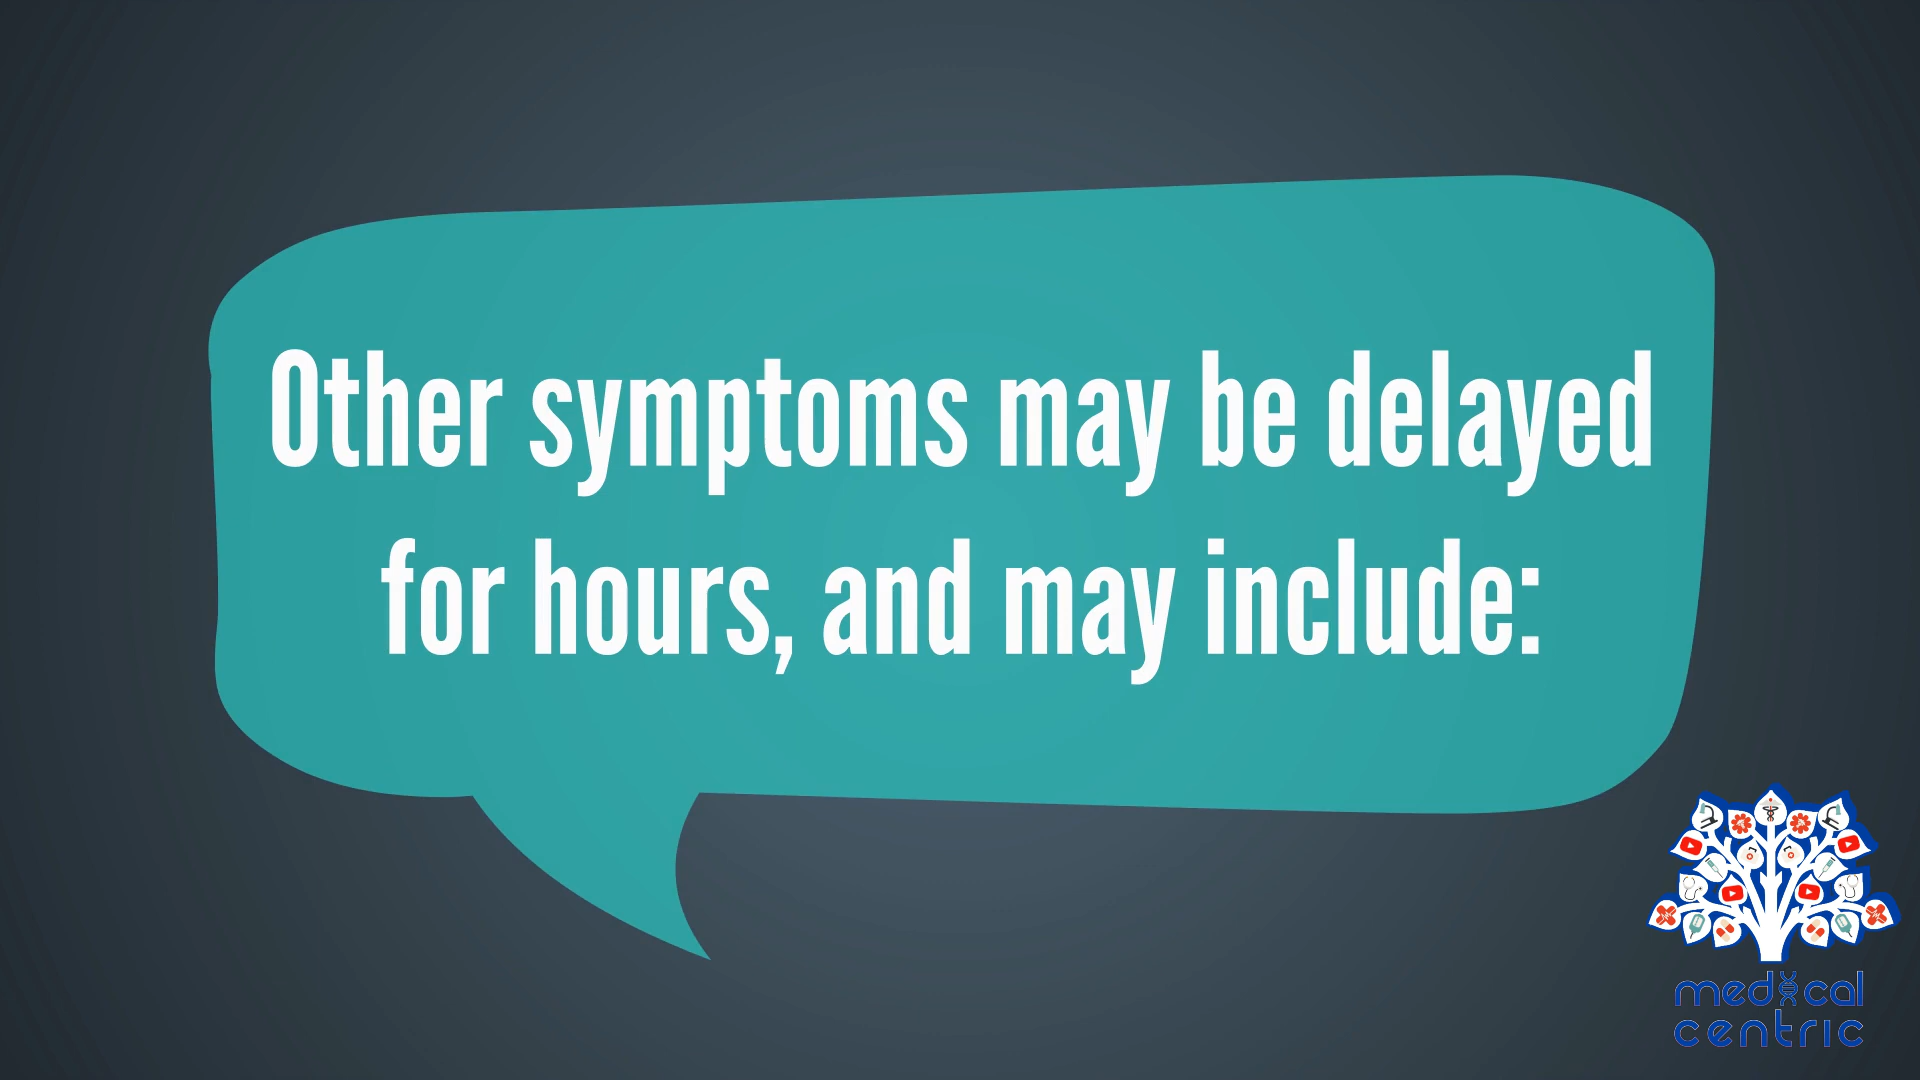 Other symptoms may be delayed
for hours, and may include:
medical
centric